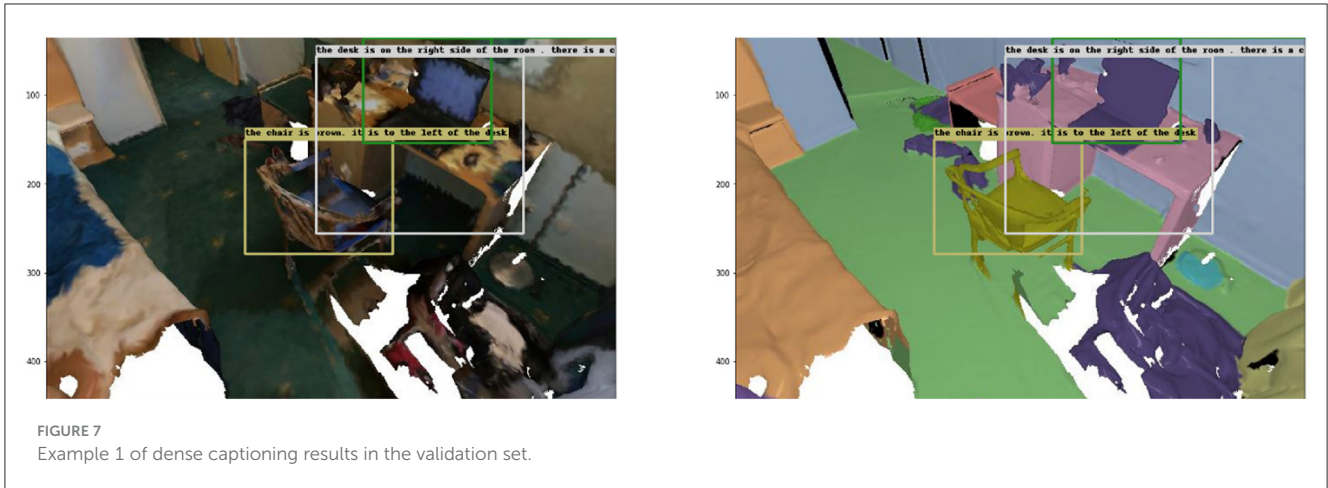 the desk is on the right side of the room . there is a c
the chair is brown. it is to the left of the desk
100
200
300
400
the desk is on the right side of the room . there is a c
the chair is brown. it is to the left of the desk
100
200
300
400
FIGURE 7
Example 1 of dense captioning results in the validation set.